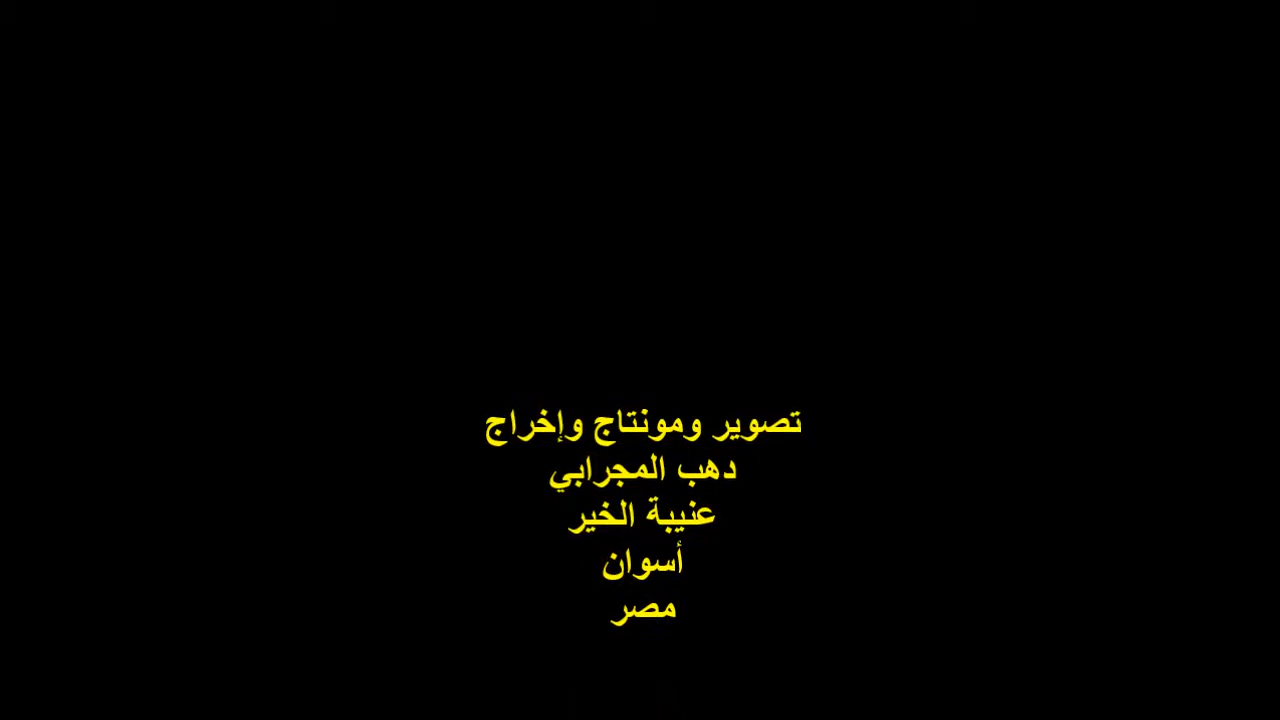 تصوير ومونتاج وإخراج
دهب المجرابي
عنيبة الخير
أسوان
مصر